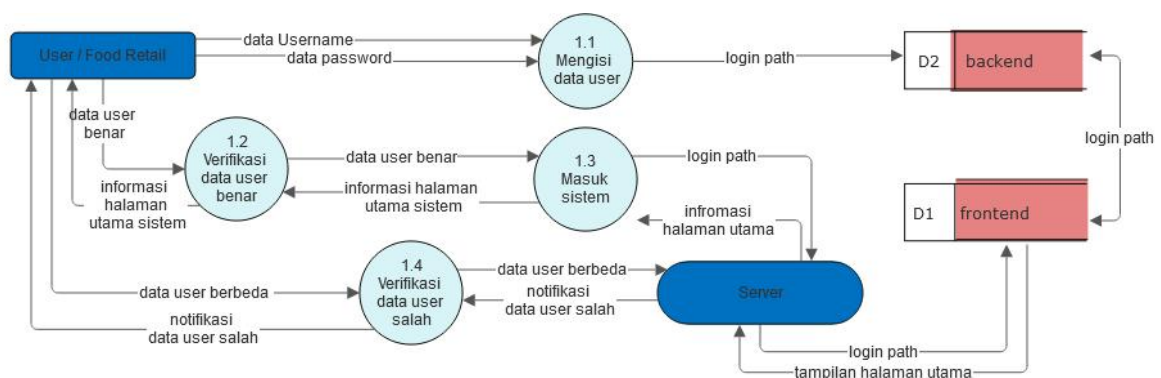 User / Food Retail
data Username
data password
1.1
Mengisi
data user
login path
D2
backend
data user
benar
1.2
Verifikasi
data user
benar
data user benar
1.3
Masuk
sistem
login path
login path
informasi
halaman
utama sistem
informasi halaman
utama sistem
infromasi
halaman utama
D1
frontend
1.4
Verifikasi
data user
salah
data user berbeda
data user berbeda
notifikasi
data user salah
notifikasi
data user salah
Server
login path
tampilan halaman utama